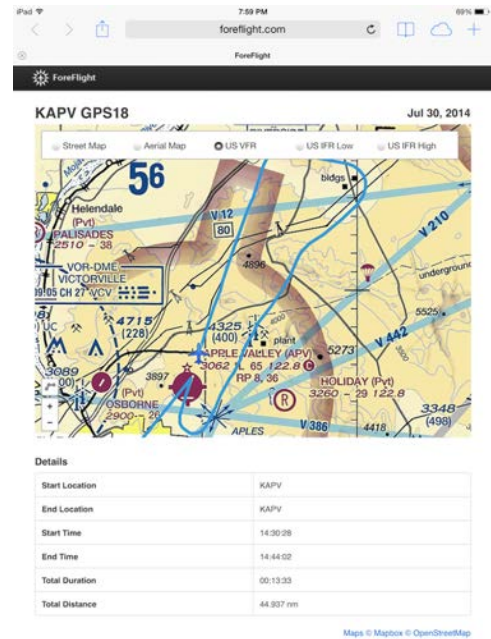 iPad
7:59 PM
69%
foreflight.com
ForeFlight
ForeFlight
KAPV GPS18
Jul 30, 2014
Street Map
Aerial Map
US VFR
US IFR Low
US IFR High
56
bldgs
Helendale
(Pvt)
PALISADES
2510 - 38
V 12
80
V 210
4896
VOR-DME
VICTORVILLE
CH 27 VCV
underground
5525
4715
(228)
4325
(400)
plant
V 442
APPLE VALLEY (APV)
3062 L 65 122.8 C
RP 8, 36
5273
3089
3897
HOLIDAY (Pvt)
3260 - 29 122.8
(Pvt)
OSBORNE
2900 - 26
R
3348
(498)
APLES
V 386
4418
+
-
Details
Start Location KAPV
End Location KAPV
Start Time 14:30:28
End Time 14:44:02
Total Duration 00:13:33
Total Distance 44.937 nm
Maps © Mapbox © OpenStreetMap